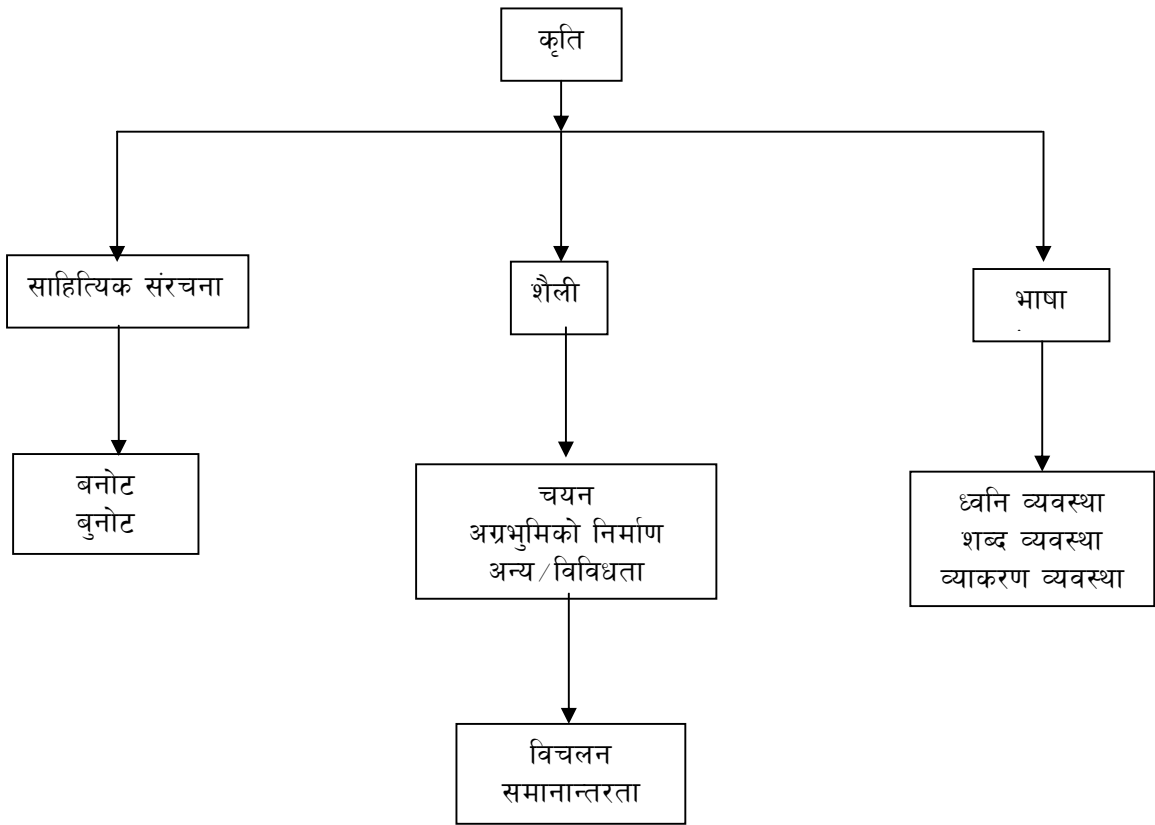 कृति
साहित्यिक संरचना
शैली
भाषा
बनोट
बुनोट
चयन
अग्रभुमिको निर्माण
अन्य/विविधता
ध्वनि व्यवस्था
शब्द व्यवस्था
व्याकरण व्यवस्था
विचलन
समानान्तरता